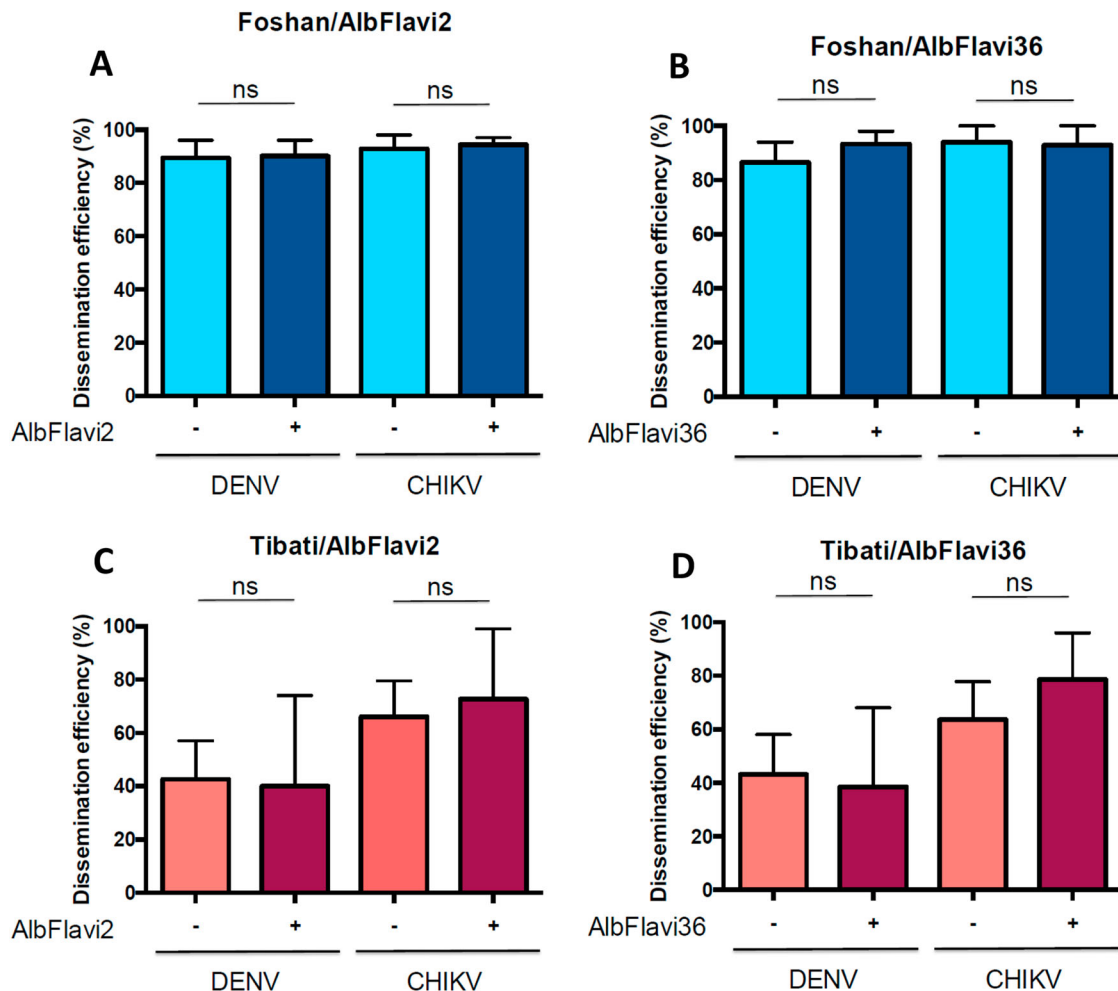 Foshan/AlbFlavi2
A
ns
ns
Dissemination efficiency (%)
100
80
60
40
20
0
AlbFlavi2 - + - +
DENV CHIKV
Foshan/AlbFlavi36
B
ns
ns
Dissemination efficiency (%)
100
80
60
40
20
0
AlbFlavi36 - + - +
DENV CHIKV
Tibati/AlbFlavi2
C
ns
ns
Dissemination efficiency (%)
100
80
60
40
20
0
AlbFlavi2 - + - +
DENV CHIKV
Tibati/AlbFlavi36
D
ns
ns
Dissemination efficiency (%)
100
80
60
40
20
0
AlbFlavi36 - + - +
DENV CHIKV